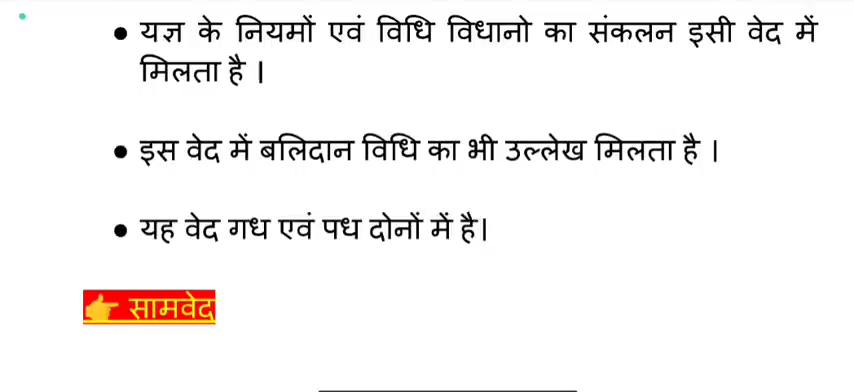 ● यज्ञ के नियमों एवं विधि विधानो का संकलन इसी वेद में
मिलता है ।
● इस वेद में बलिदान विधि का भी उल्लेख मिलता है ।
● यह वेद गध एवं पध दोनों में है।
👉 सामवेद